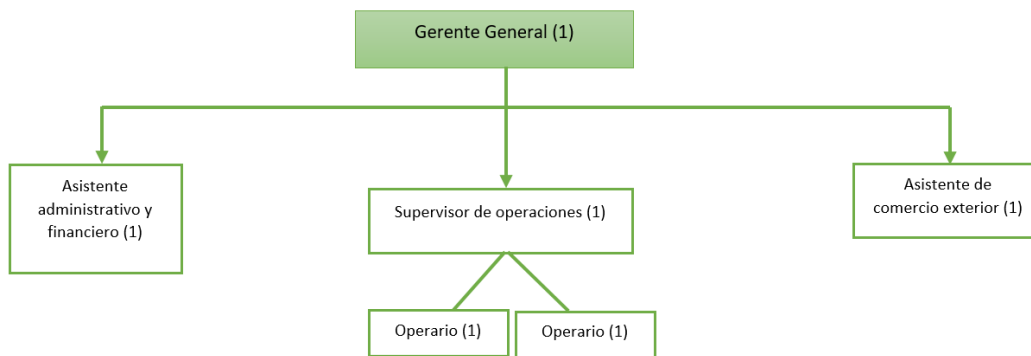 Gerente General (1)
Asistente
administrativo y
financiero (1)
Supervisor de operaciones (1)
Asistente de
comercio exterior (1)
Operario (1)
Operario (1)